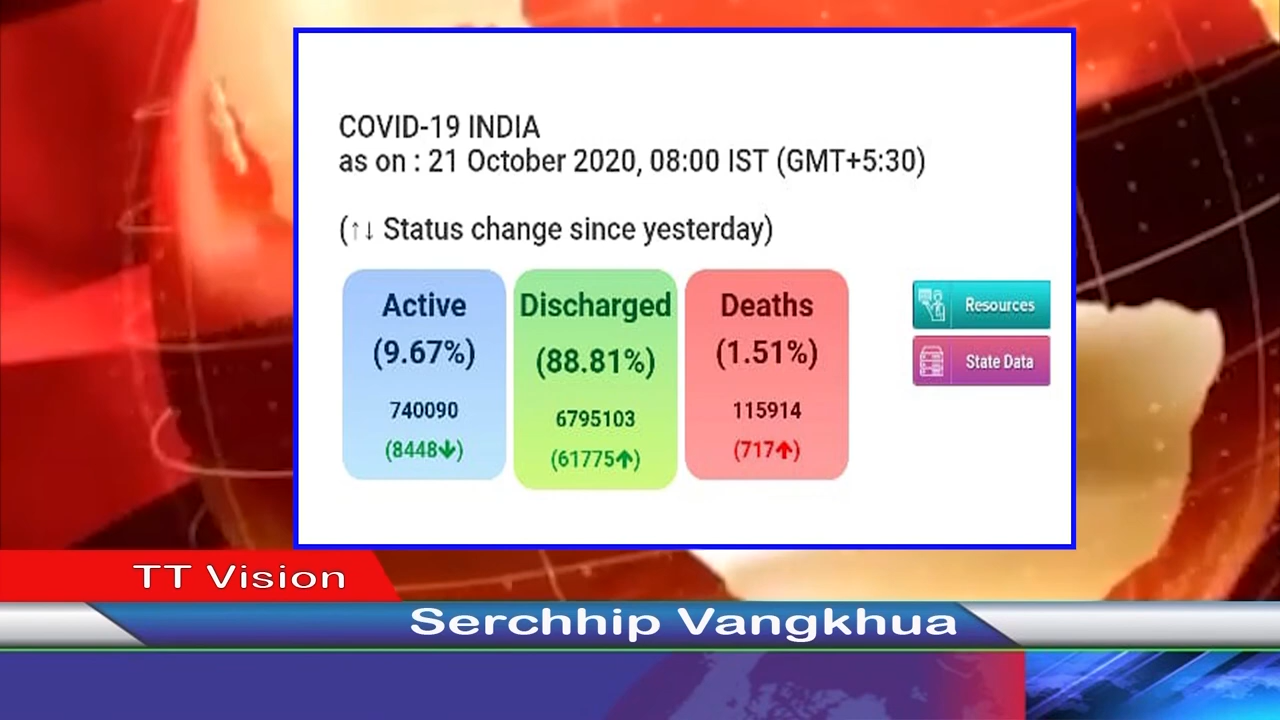 COVID-19 INDIA
as on : 21 October 2020, 08:00 IST (GMT+5:30)
(↑↓ Status change since yesterday)
Active
(9.67%)
740090
(8448↓)
Discharged
(88.81%)
6795103
(61775↑)
Deaths
(1.51%)
115914
(717↑)
Resources
State Data
TT Vision
Serchhip Vangkhua